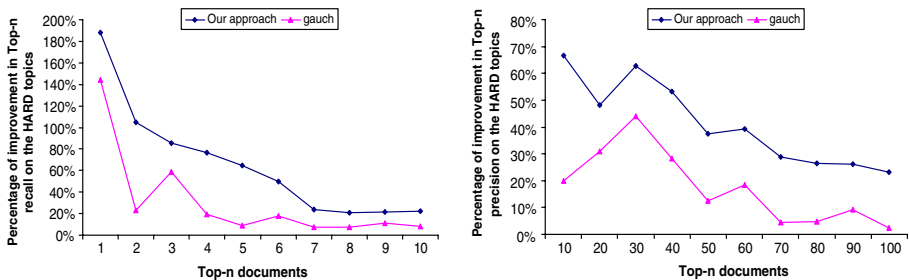 Our approach gauch
Percentage of improvement in Top-n
recall on the HARD topics
200%
180%
160%
140%
120%
100%
80%
60%
40%
20%
0%
1 2 3 4 5 6 7 8 9 10
Top-n documents
Our approach gauch
Percentage of improvement in Top-n
precision on the HARD topics
80%
70%
60%
50%
40%
30%
20%
10%
0%
10 20 30 40 50 60 70 80 90 100
Top-n documents